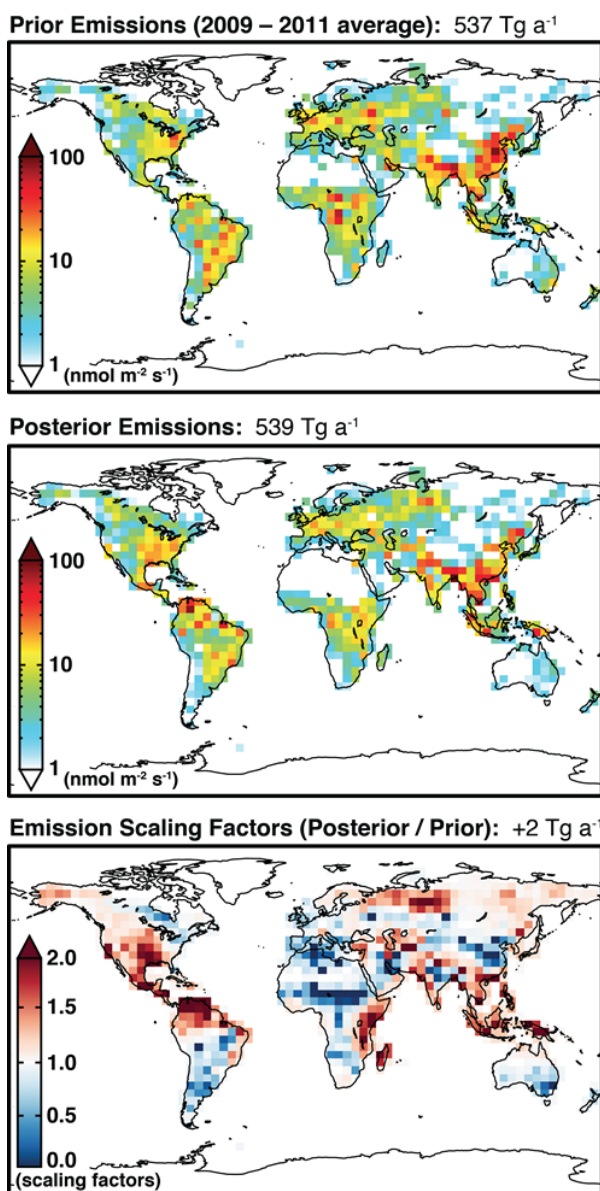 Prior Emissions (2009 – 2011 average): 537 Tg a⁻¹
100
10
1
(nmol m⁻² s⁻¹)
Posterior Emissions: 539 Tg a⁻¹
100
10
1
(nmol m⁻² s⁻¹)
Emission Scaling Factors (Posterior / Prior): +2 Tg a⁻¹
2.0
1.5
1.0
0.5
0.0
(scaling factors)